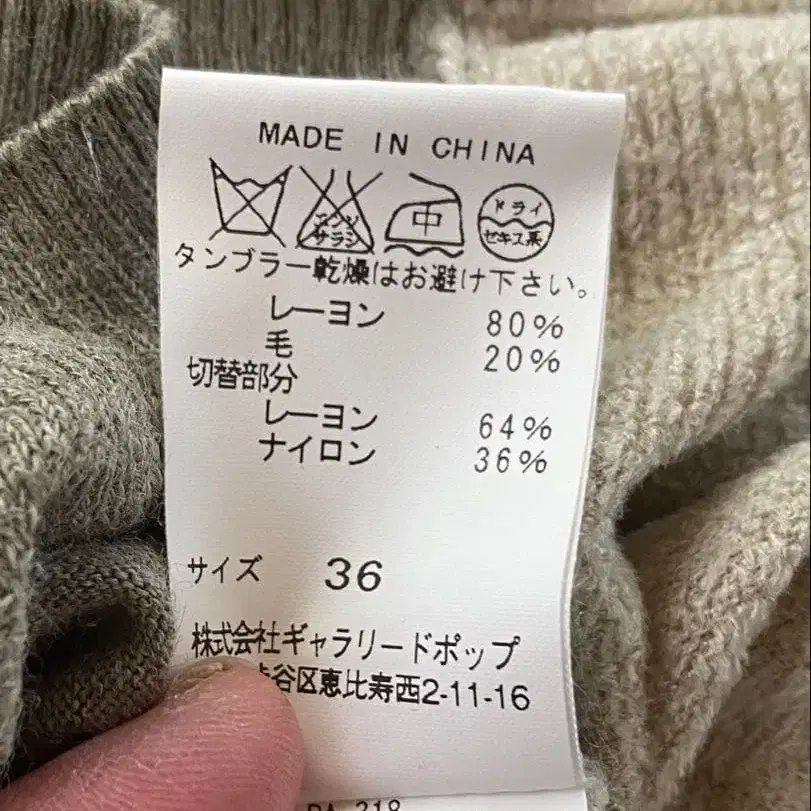 MADE IN CHINA
エンソ
サラシ
中
ドライ
セキユ系
タンブラー乾燥はお避け下さい。
レーヨン 80%
毛 20%
切替部分
レーヨン 64%
ナイロン 36%
サイズ 36
株式会社ギャラリードポップ
谷区恵比寿西2-11-16